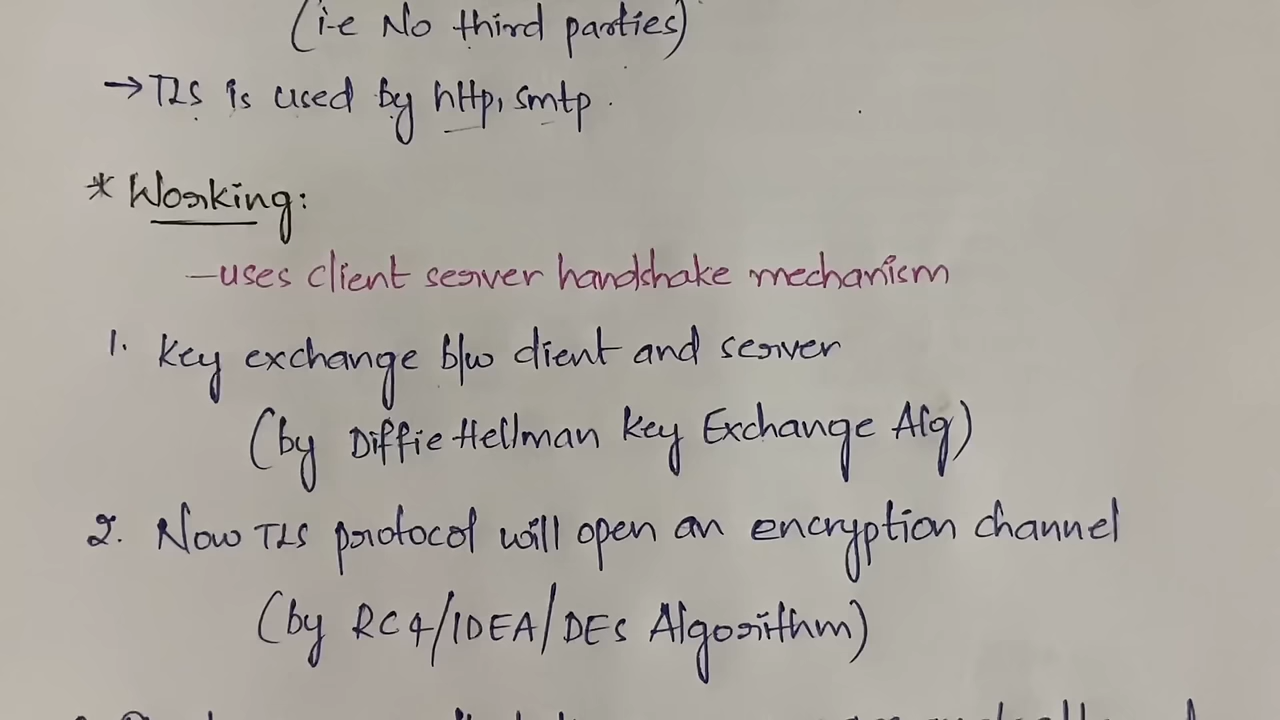 (i-e No third parties)
→ TLS is used by http, smtp.
* Working:
- uses client server handshake mechanism
1. Key exchange b/w client and server
(by Diffie Hellman Key Exchange Alg)
2. Now TLS protocol will open an encryption channel
(by RC4/IDEA/DES Algorithm)